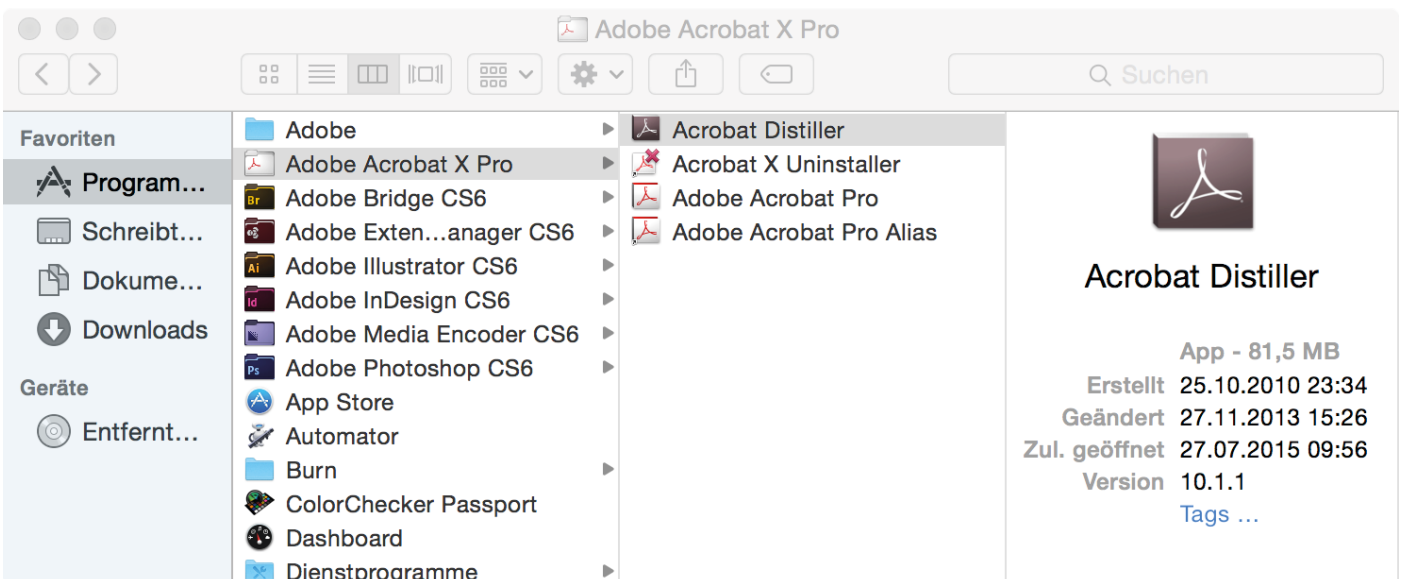 Adobe Acrobat X Pro
Suchen
Favoriten
Program...
Schreibt...
Dokume...
Downloads
Geräte
Entfernt...
Adobe
Adobe Acrobat X Pro
Br Adobe Bridge CS6
Adobe Exten...anager CS6
Ai Adobe Illustrator CS6
Id Adobe InDesign CS6
Adobe Media Encoder CS6
Ps Adobe Photoshop CS6
App Store
Automator
Burn
ColorChecker Passport
Dashboard
Dienstprogramme
Acrobat Distiller
Acrobat X Uninstaller
Adobe Acrobat Pro
Adobe Acrobat Pro Alias
Acrobat Distiller
App - 81,5 MB
Erstellt 25.10.2010 23:34
Geändert 27.11.2013 15:26
Zul. geöffnet 27.07.2015 09:56
Version 10.1.1
Tags ...